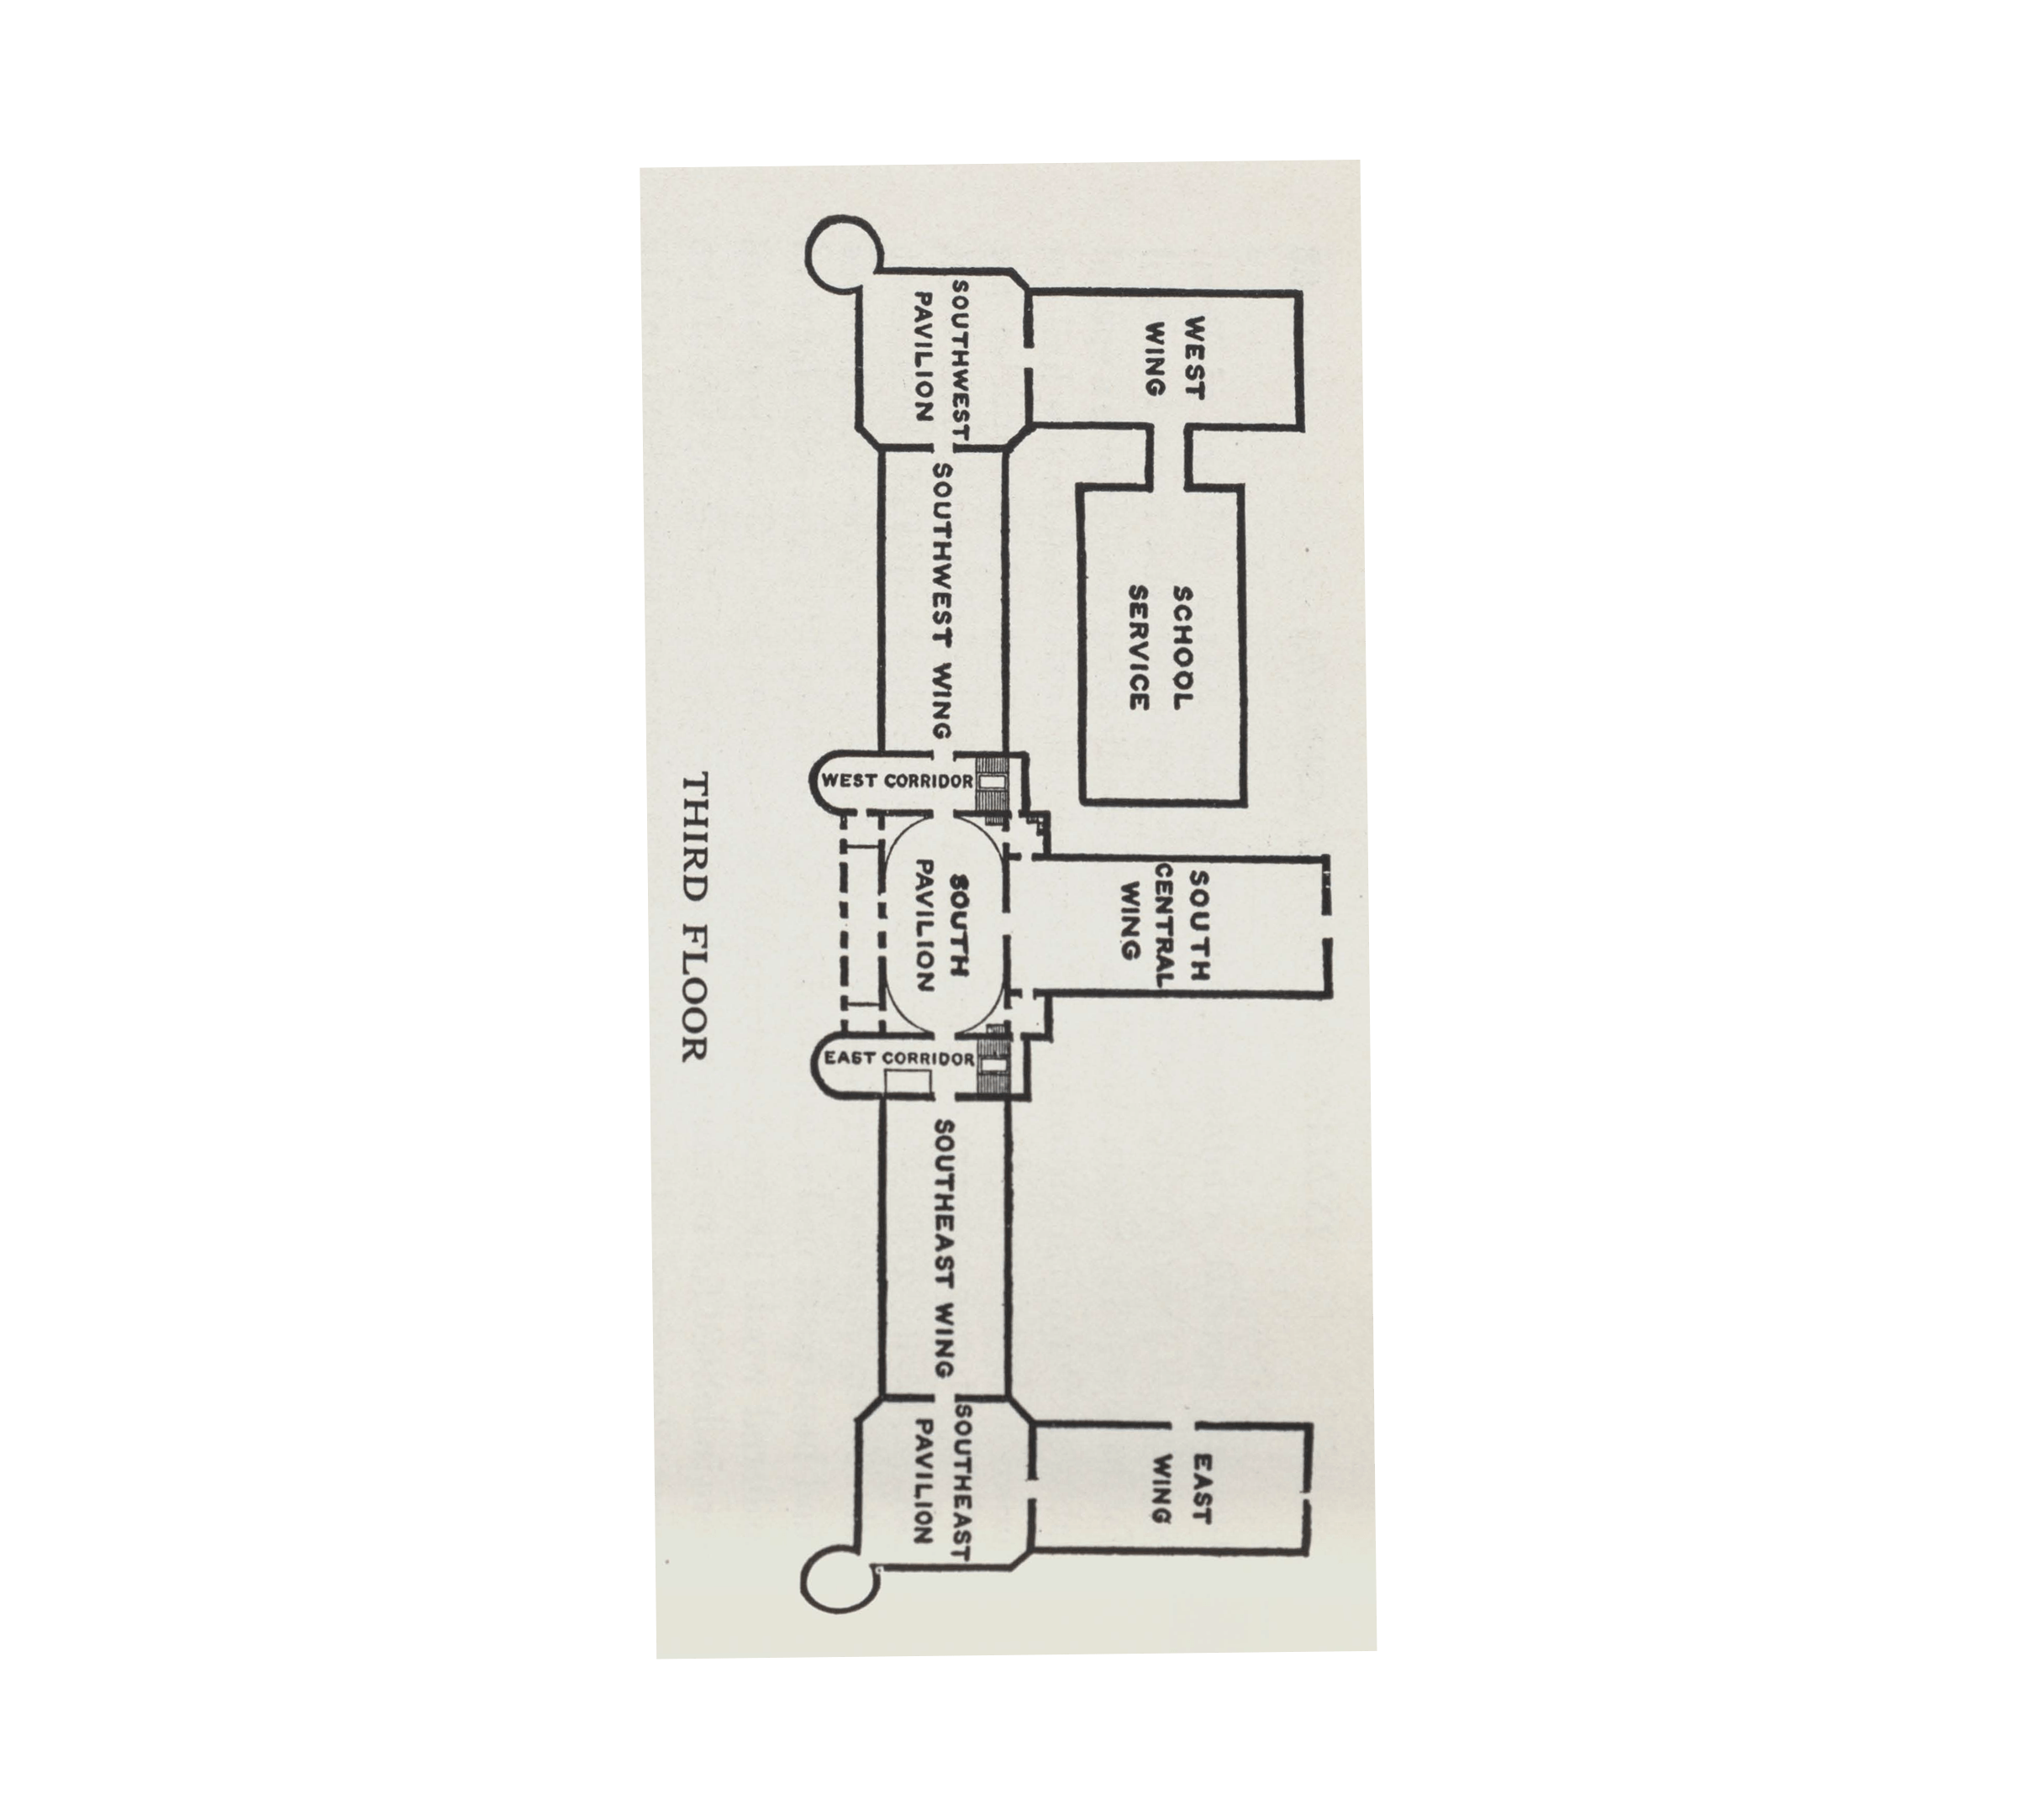 WEST
WING
SCHOOL
SERVICE
SOUTH
CENTRAL
WING
EAST
WING
SOUTHWEST
PAVILION
SOUTHWEST WING
WEST CORRIDOR
SOUTH
PAVILION
EAST CORRIDOR
SOUTHEAST WING
SOUTHEAST
PAVILION
THIRD FLOOR